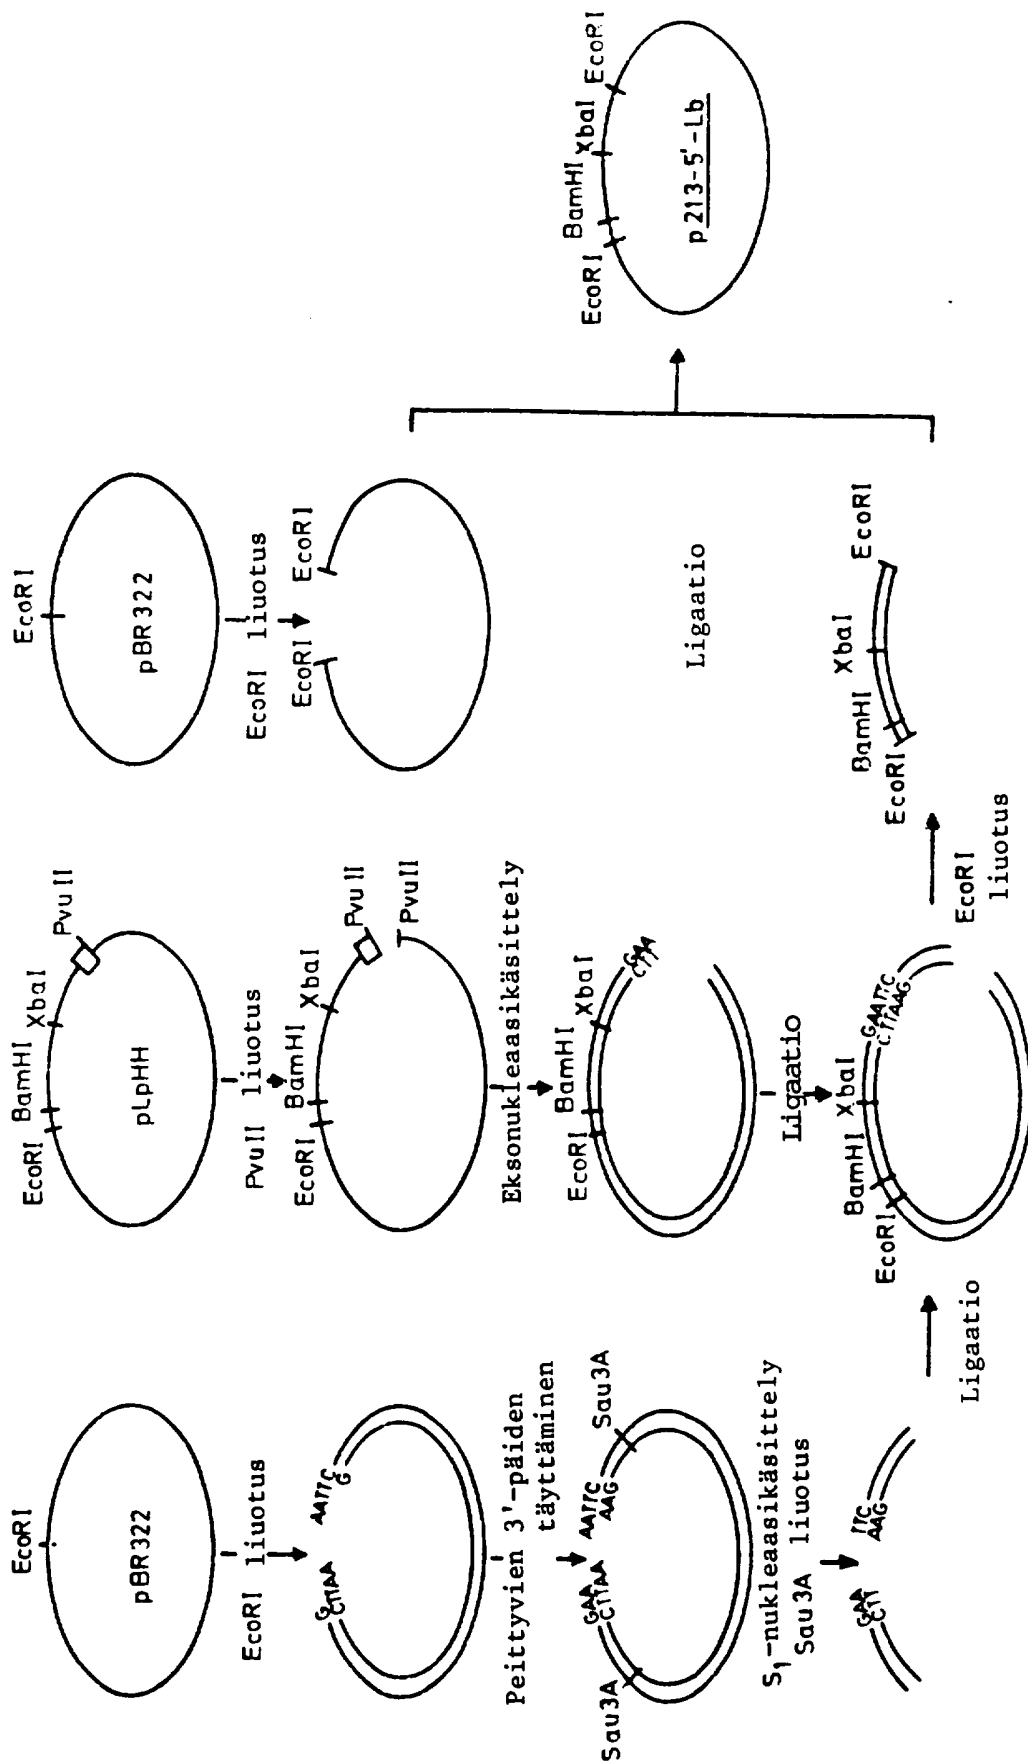 EcoRI
pBR322
EcoRI liuotus
G
CTTAA
AATTC
G
Peittyvien 3'-päiden
täyttäminen
Sau3A
GAA
CTTAA
AATTC
AAG
Sau3A
S1-nukleaasikäsittely
Sau3A liuotus
GAA
CTT
TTC
AAG
Ligaatio
EcoRI
BamHI
XbaI
PvuII
pLpHH
PvuII liuotus
EcoRI
BamHI
XbaI
PvuII
PvuII
Eksonukleaasikäsittely
EcoRI
BamHI
XbaI
GAA
CTT
Ligaatio
EcoRI
BamHI
XbaI
GAATTC
CTTAAG
EcoRI
liuotus
EcoRI
pBR322
EcoRI liuotus
EcoRI
EcoRI
Ligaatio
EcoRI
BamHI
XbaI
EcoRI
EcoRI
BamHI
XbaI
EcoRI
p213-5'-Lb